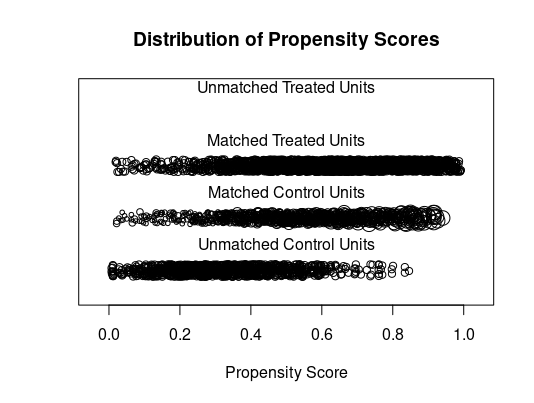 Distribution of Propensity Scores
Unmatched Treated Units
Matched Treated Units
Matched Control Units
Unmatched Control Units
0.0 0.2 0.4 0.6 0.8 1.0
Propensity Score